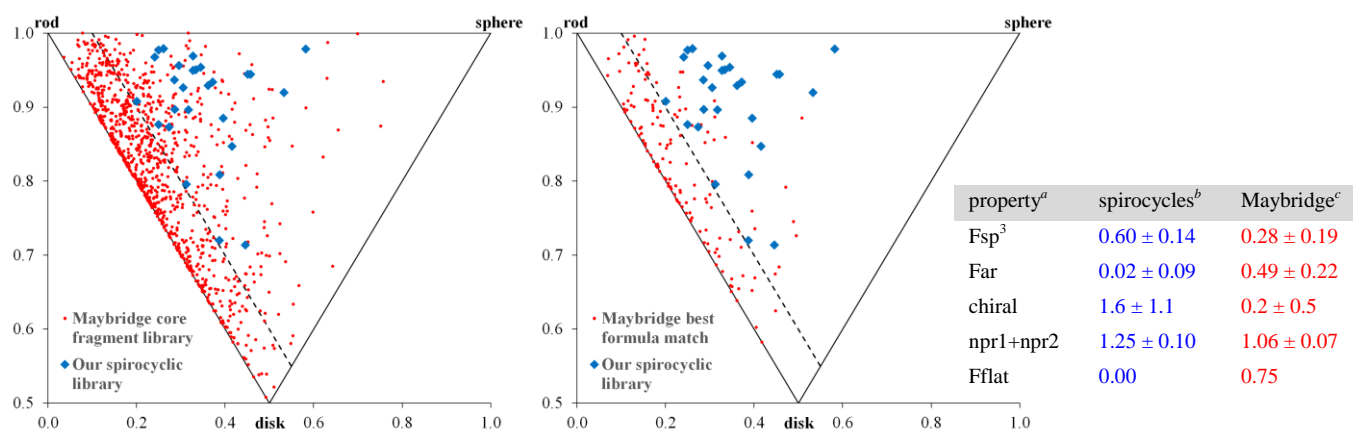 rod
sphere
1.0
0.9
0.8
0.7
0.6
0.5
Maybridge core
fragment library
Our spirocyclic
library
disk
0.0
0.2
0.4
0.6
0.8
1.0
rod
sphere
1.0
0.9
0.8
0.7
0.6
0.5
Maybridge best
formula match
Our spirocyclic
library
disk
0.0
0.2
0.4
0.6
0.8
1.0
propertyᵃ spirocyclesᵇ Maybridgeᶜ
Fsp³ 0.60 ± 0.14 0.28 ± 0.19
Far 0.02 ± 0.09 0.49 ± 0.22
chiral 1.6 ± 1.1 0.2 ± 0.5
npr1+npr2 1.25 ± 0.10 1.06 ± 0.07
Fflat 0.00 0.75